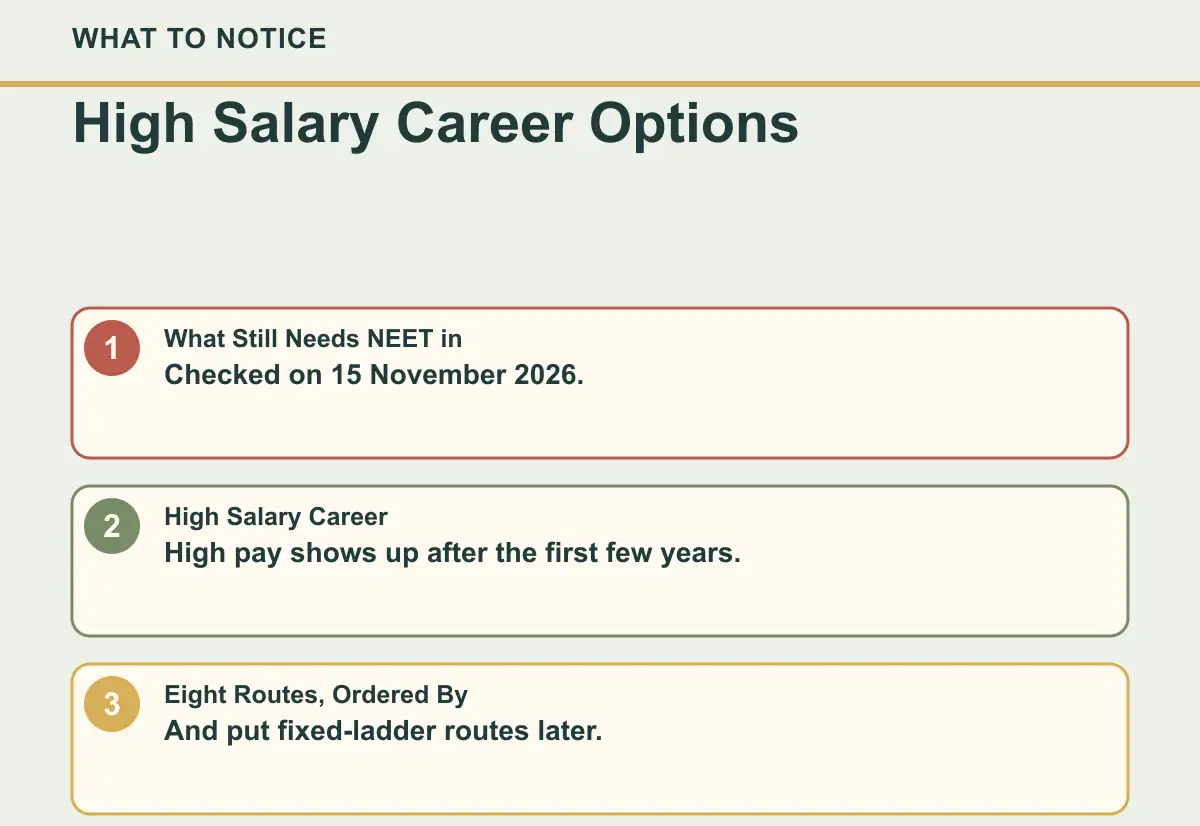 WHAT TO NOTICE
High Salary Career Options
1
What Still Needs NEET in
Checked on 15 November 2026.
2
High Salary Career
High pay shows up after the first few years.
3
Eight Routes, Ordered By
And put fixed-ladder routes later.